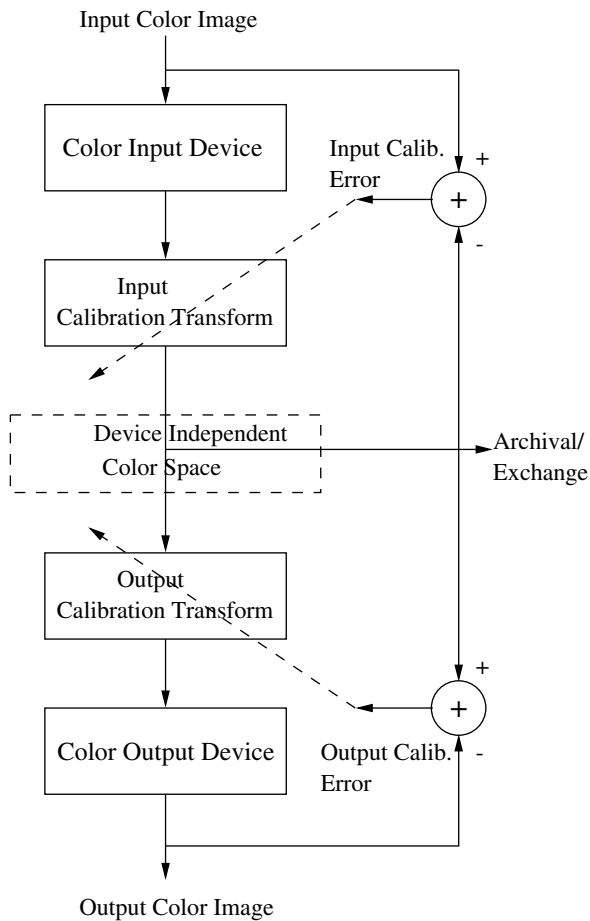 Input Color Image
Color Input Device
Input Calib.
Error
+
+
-
Input
Calibration Transform
Device Independent
Color Space
Archival/
Exchange
Output
Calibration Transform
+
+
-
Color Output Device
Output Calib.
Error
Output Color Image